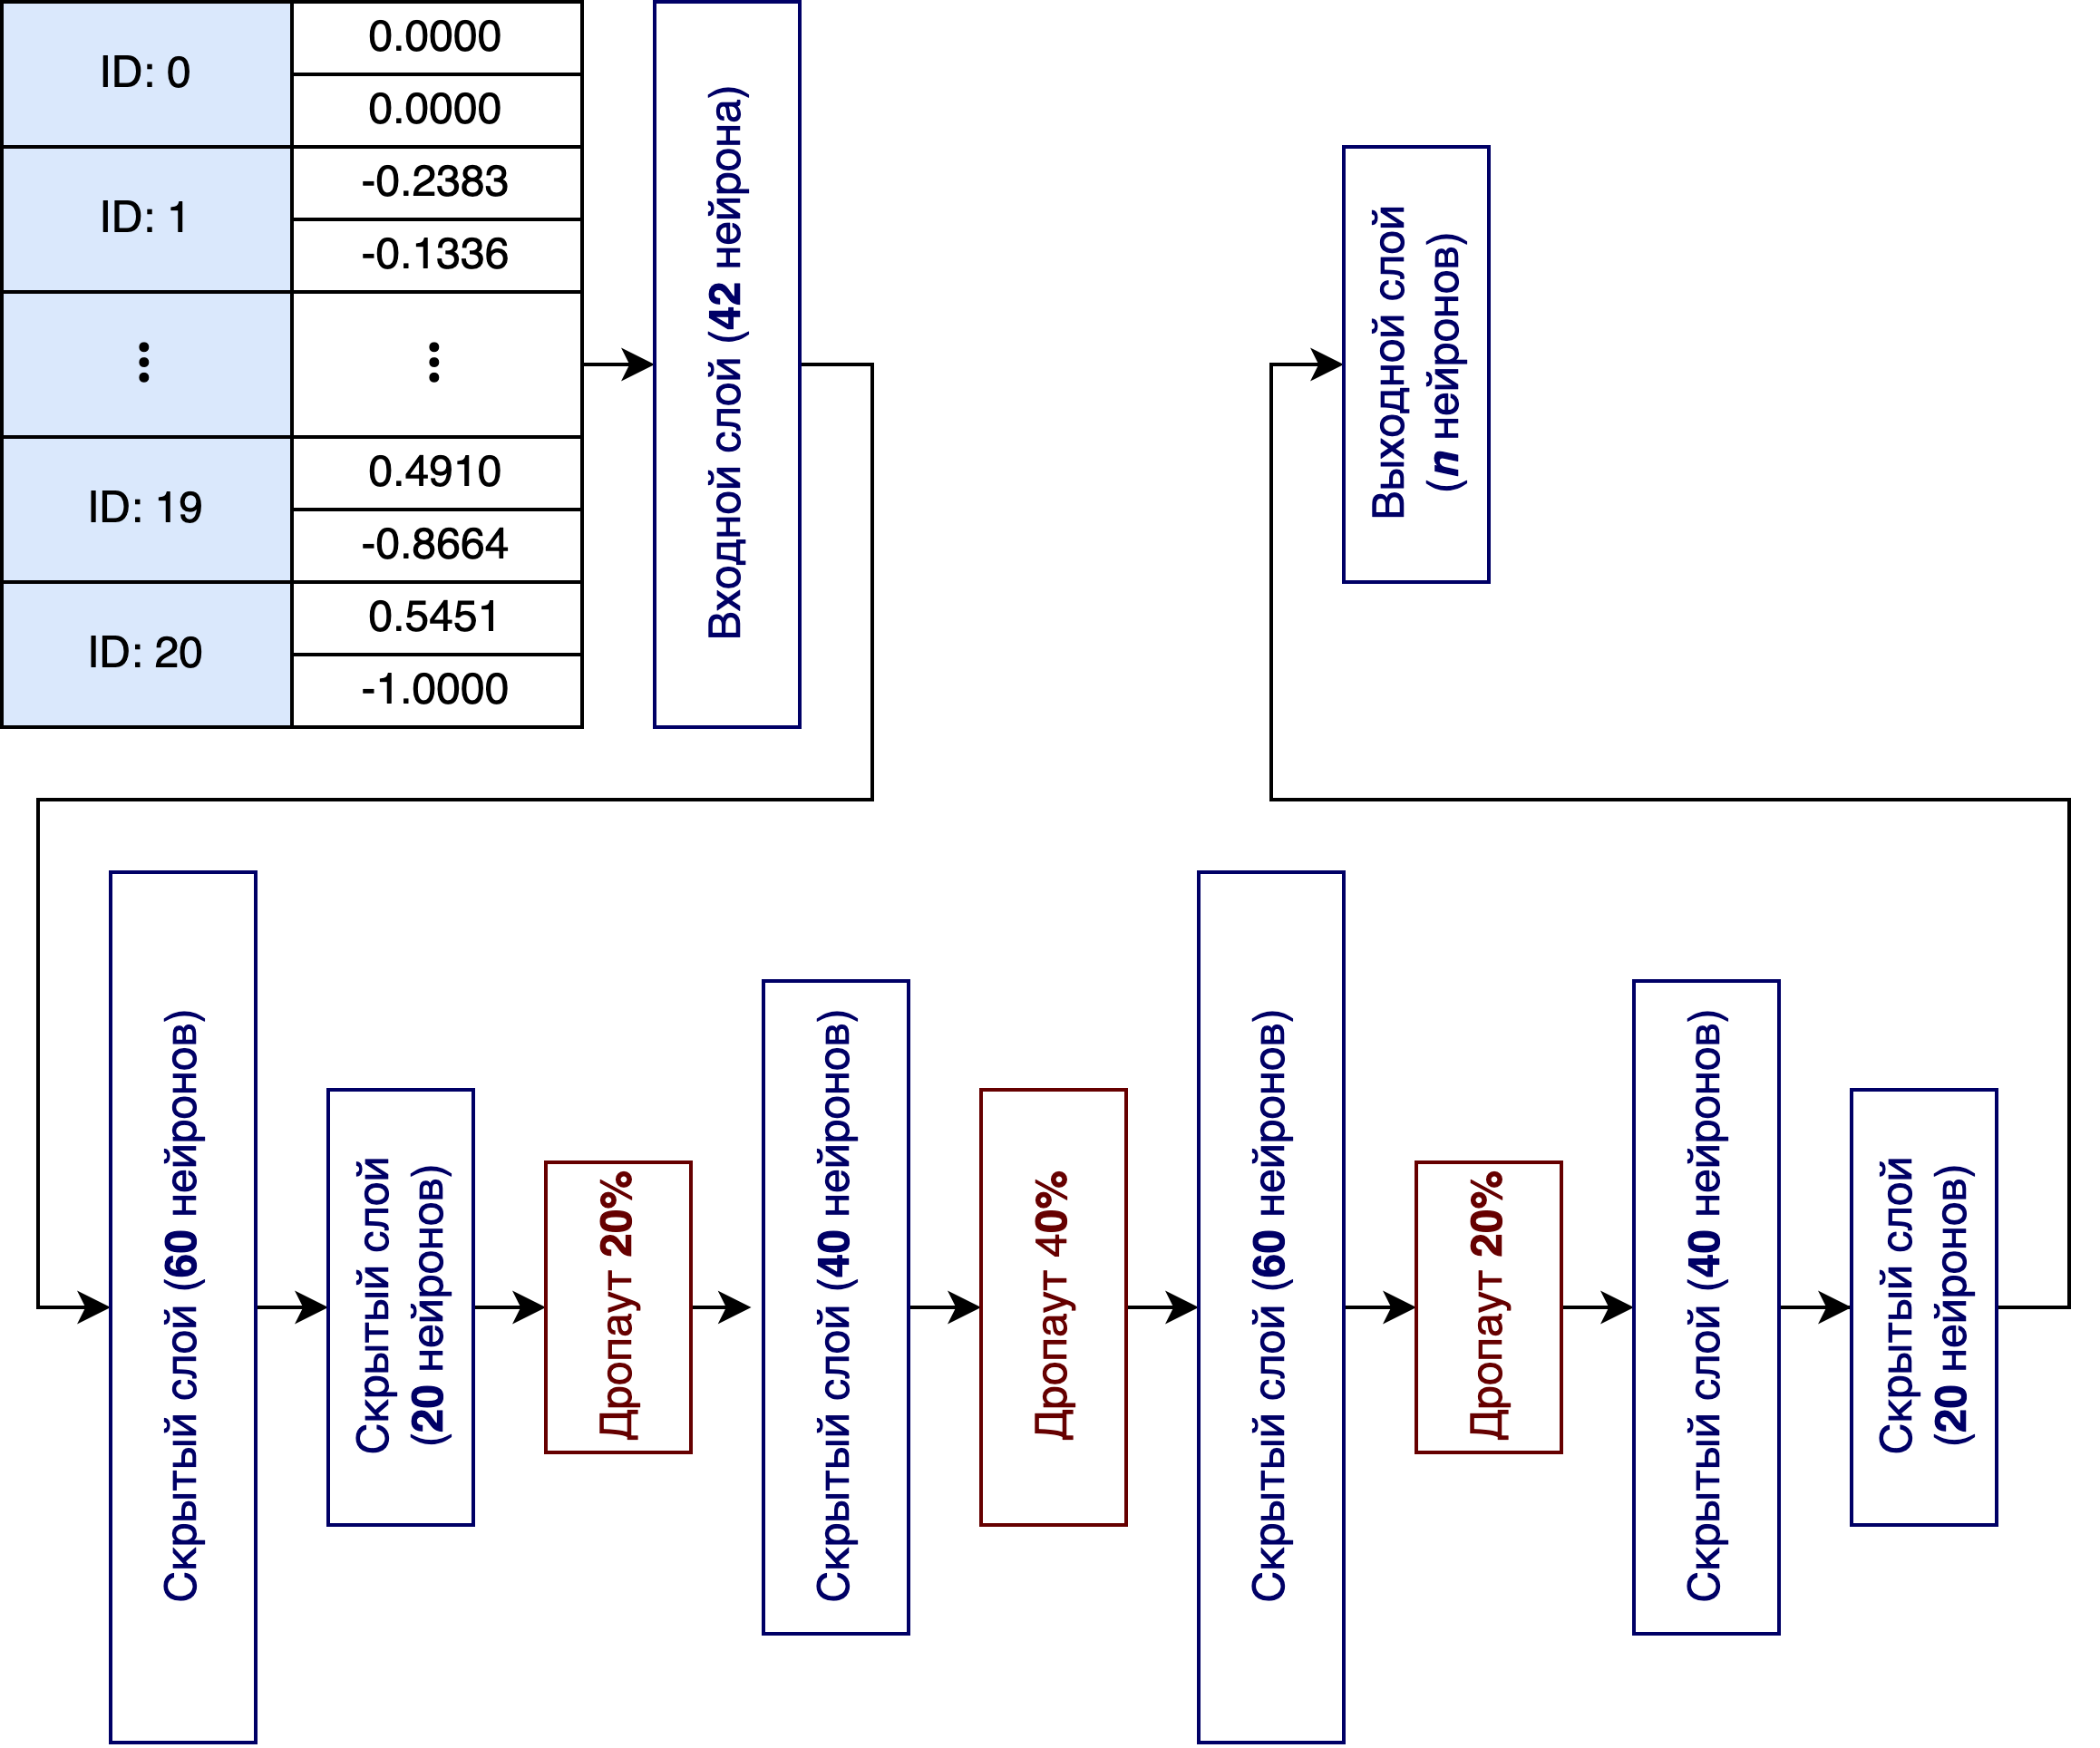 ID: 0
0.0000
0.0000
ID: 1
-0.2383
-0.1336
ID: 19
0.4910
-0.8664
ID: 20
0.5451
-1.0000
Входной слой (42 нейрона)
Скрытый слой (60 нейронов)
Скрытый слой
(20 нейронов)
Дропаут 20%
Скрытый слой (40 нейронов)
Дропаут 40%
Скрытый слой (60 нейронов)
Дропаут 20%
Скрытый слой (40 нейронов)
Скрытый слой
(20 нейронов)
Выходной слой
(n нейронов)